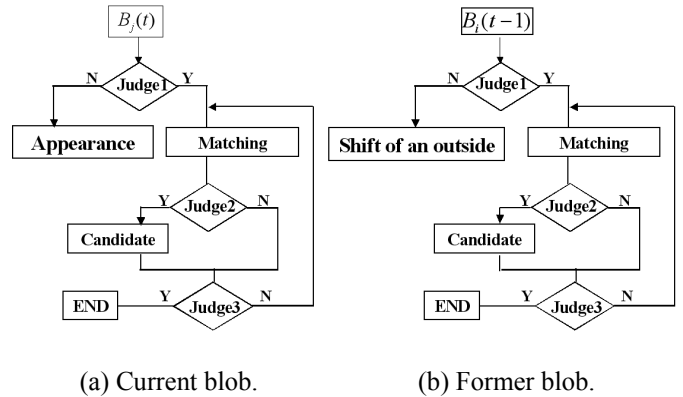 B_j(t)
N Judge1 Y
Appearance
Matching
Y Judge2 N
Candidate
END Y Judge3 N
(a) Current blob.
B_i(t−1)
N Judge1 Y
Shift of an outside
Matching
Y Judge2 N
Candidate
END Y Judge3 N
(b) Former blob.